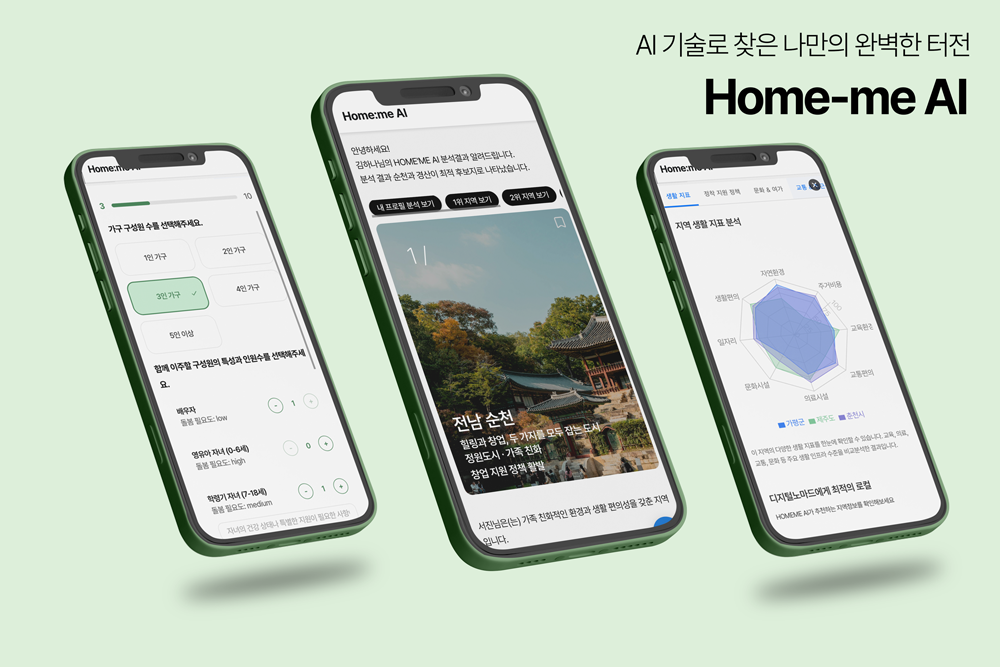 AI 기술로 찾은 나만의 완벽한 터전
Home-me AI
Home:me AI
3
10
가구 구성원 수를 선택해주세요.
1인 가구
2인 가구
3인 가구
4인 가구
5인 이상
함께 이주할 구성원의 특성과 인원수를 선택해주세
요.
배우자
돌봄 필요도: low
- 1 +
영유아 자녀 (0-6세)
돌봄 필요도: high
- 0 +
학령기 자녀 (7-18세)
돌봄 필요도: medium
- 1 +
자녀의 건강 상태나 특별한 지원이 필요한 사항
Home:me AI
안녕하세요!
김하나님의 HOME'ME AI 분석결과 알려드립니다.
분석 결과 순천과 경산이 최적 후보지로 나타났습니다.
내 프로필 분석 보기
1위 지역 보기
2위 지역 보기
1/
전남 순천
힐링과 창업, 두 가지를 모두 잡는 도시
정원도시 · 가족 친화
창업 지원 정책 활발
서진님은(는) 가족 친화적인 환경과 생활 편의성을 갖춘 지역
입니다.
Home:me
생활 지표
정착 지원 정책
문화 & 여가
교통
지역 생활 지표 분석
자연환경
주거비용
교육환경
교통편의
의료시설
문화시설
일자리
생활편의
100
가평군
제주도
춘천시
이 지역의 다양한 생활 지표를 한눈에 확인할 수 있습니다. 교육, 의료,
교통, 문화 등 주요 생활 인프라 수준을 비교분석한 결과입니다.
디지털노마드에게 최적의 로컬
HOMEME AI가 추천하는 지역정보를 확인해보세요